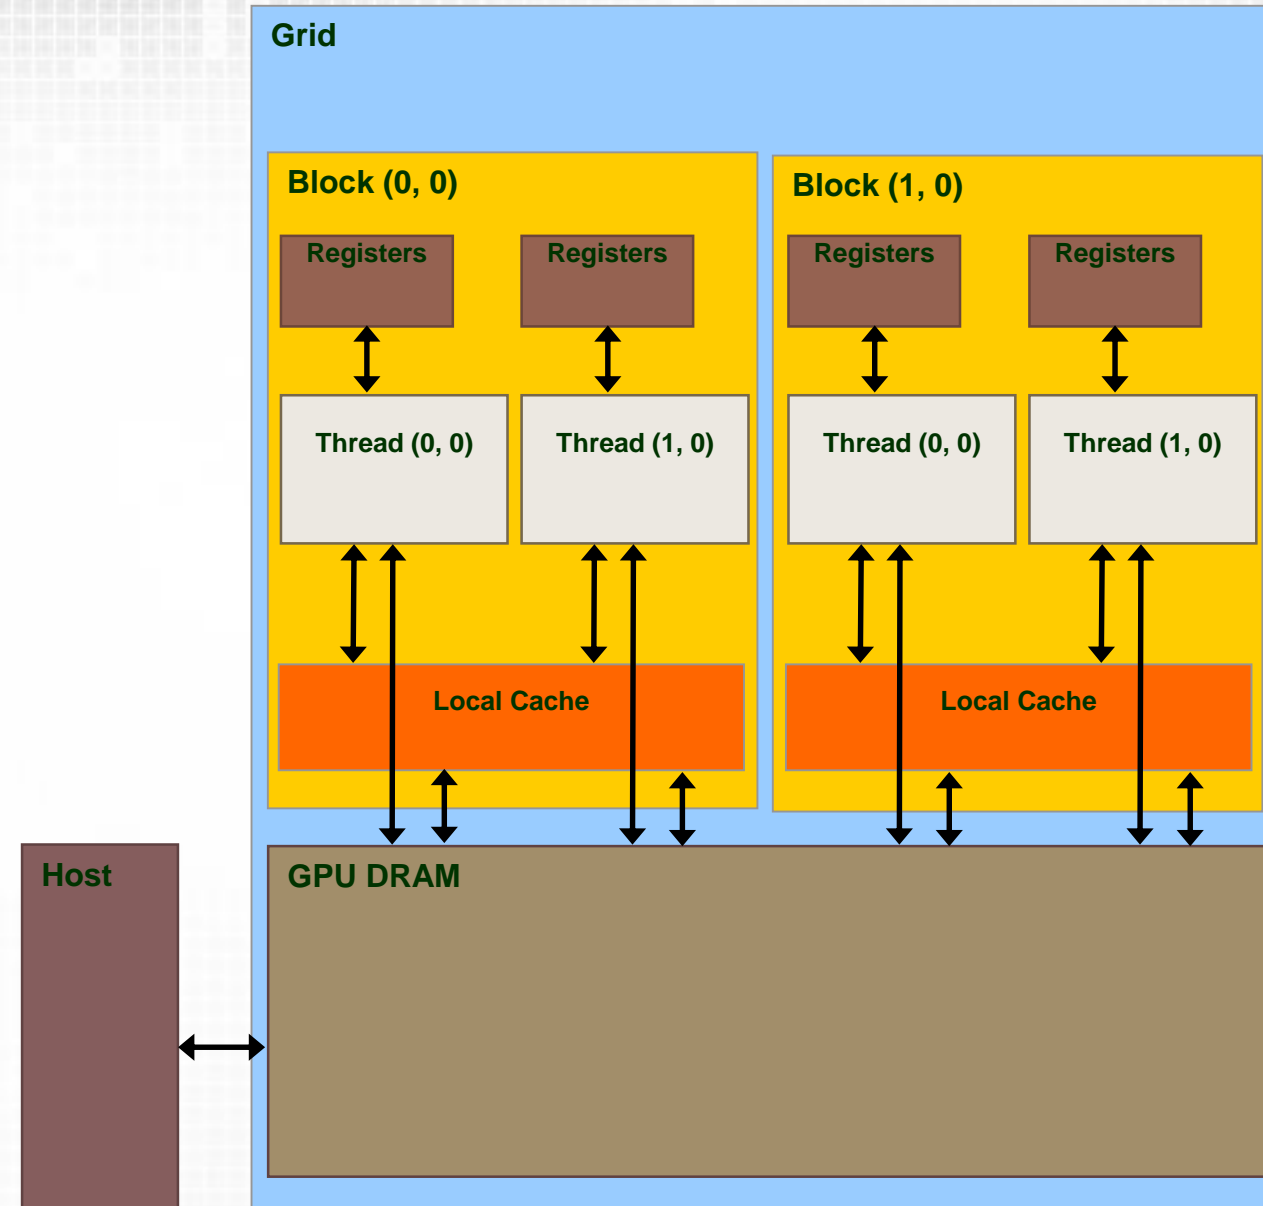 Grid
Block (0, 0)
Block (1, 0)
Registers
Registers
Registers
Registers
Thread (0, 0)
Thread (1, 0)
Thread (0, 0)
Thread (1, 0)
Local Cache
Local Cache
Host
GPU DRAM